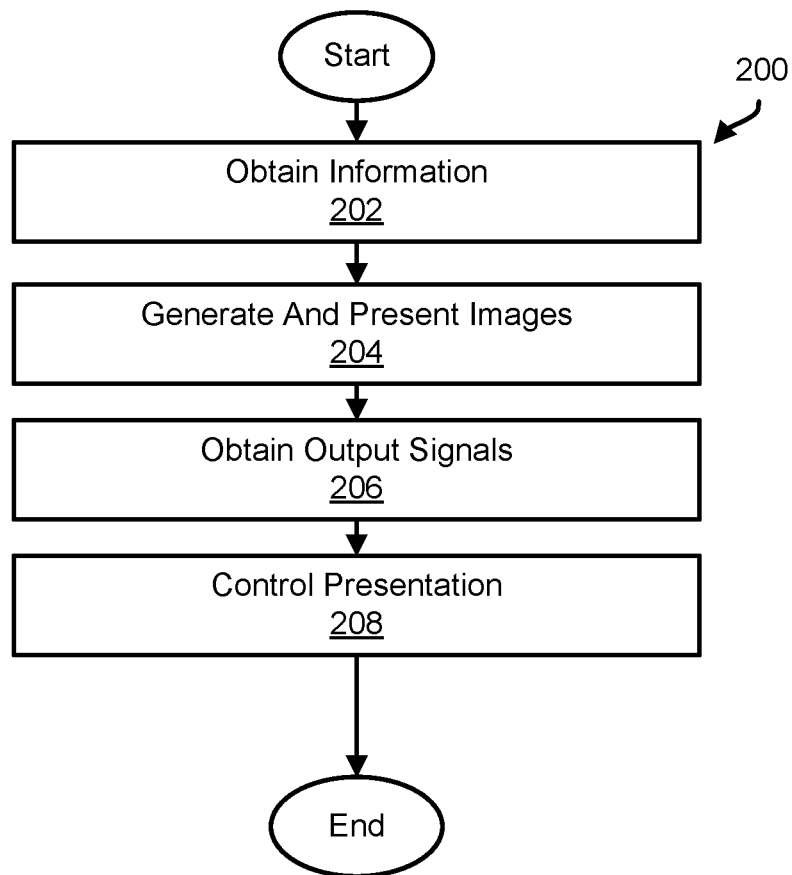 Start
200
Obtain Information
202
Generate And Present Images
204
Obtain Output Signals
206
Control Presentation
208
End